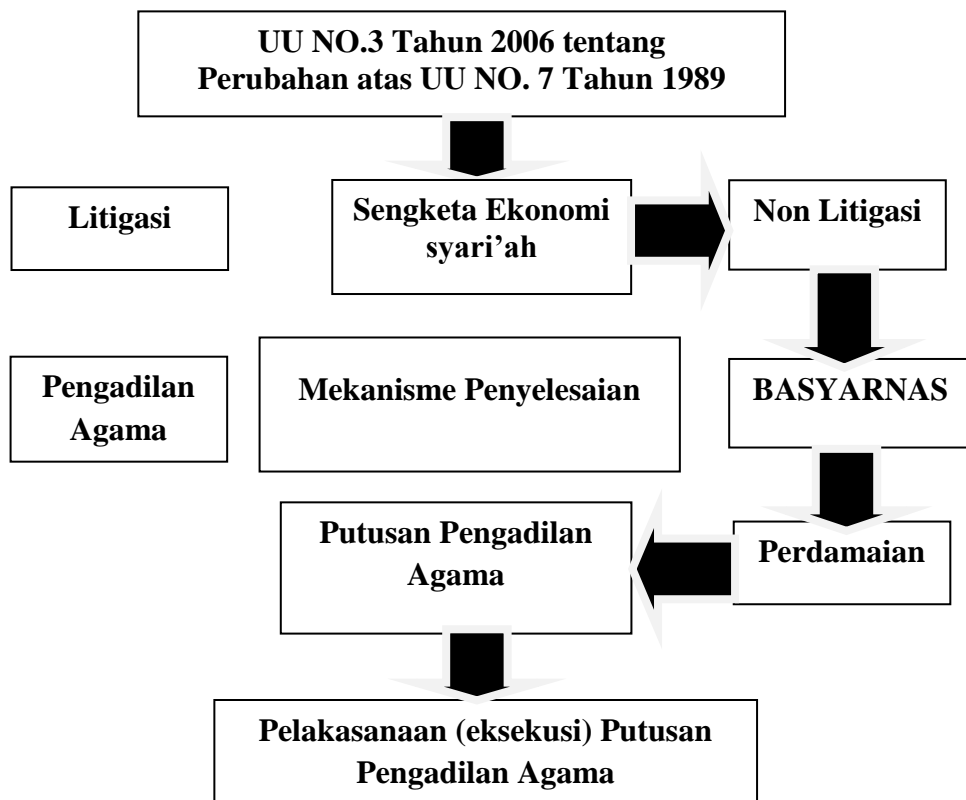 UU NO.3 Tahun 2006 tentang
Perubahan atas UU NO. 7 Tahun 1989
Litigasi
Sengketa Ekonomi
syari’ah
Non Litigasi
Pengadilan
Agama
Mekanisme Penyelesaian
BASYARNAS
Putusan Pengadilan
Agama
Perdamaian
Pelakasanaan (eksekusi) Putusan
Pengadilan Agama